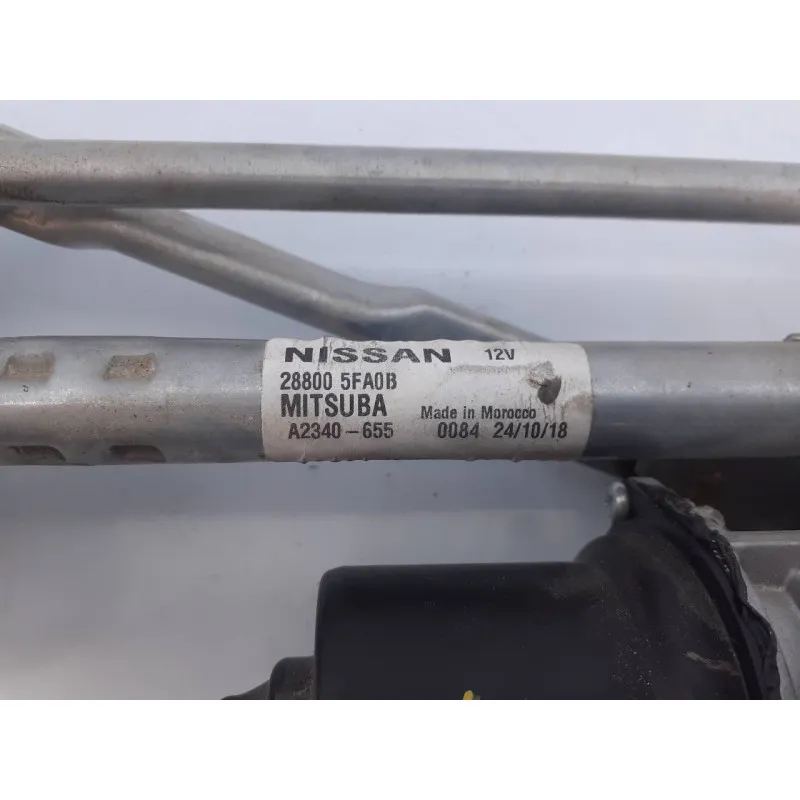 NISSAN 12V
28800 5FA0B
MITSUBA Made in Morocco
A2340-655 0084 24/10/18